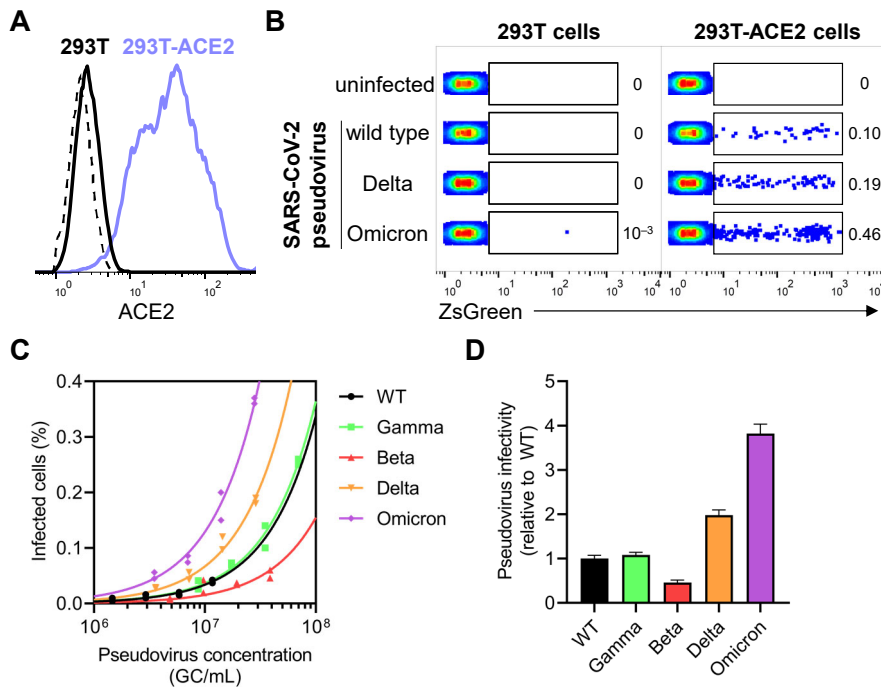 A
293T 293T-ACE2
10⁰ 10¹ 10²
ACE2
B
293T cells 293T-ACE2 cells
SARS-CoV-2
pseudovirus
uninfected 0 0
wild type 0 0.10
Delta 0 0.19
Omicron 10⁻³ 0.46
10⁰ 10¹ 10² 10³ 10⁴ 10⁰ 10¹ 10² 10³
ZsGreen
C
Infected cells (%)
0.4
0.3
0.2
0.1
0.0
10⁶ 10⁷ 10⁸
Pseudovirus concentration
(GC/mL)
WT
Gamma
Beta
Delta
Omicron
D
Pseudovirus infectivity
(relative to WT)
5
4
3
2
1
0
WT Gamma Beta Delta Omicron